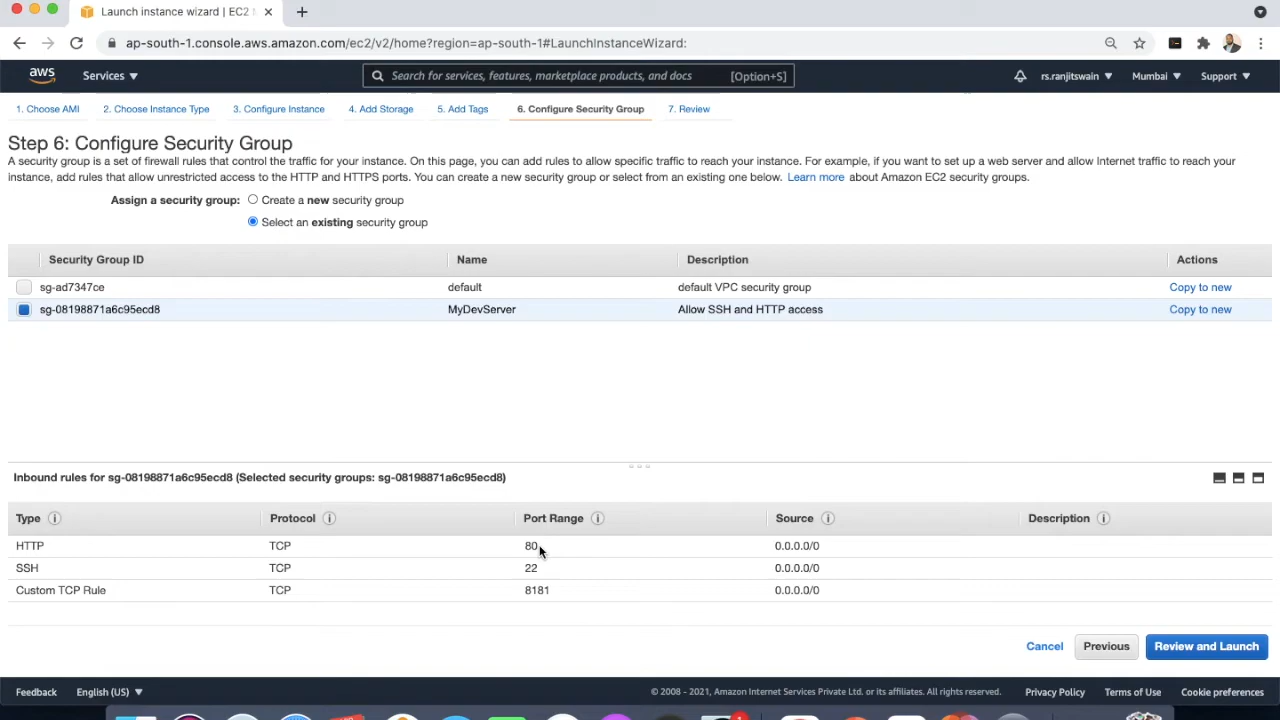 Launch instance wizard | EC2
ap-south-1.console.aws.amazon.com/ec2/v2/home?region=ap-south-1#LaunchInstanceWizard:
aws Services Search for services, features, marketplace products, and docs [Option+S] rs.ranjitswain Mumbai Support
1. Choose AMI 2. Choose Instance Type 3. Configure Instance 4. Add Storage 5. Add Tags 6. Configure Security Group 7. Review
Step 6: Configure Security Group
A security group is a set of firewall rules that control the traffic for your instance. On this page, you can add rules to allow specific traffic to reach your instance. For example, if you want to set up a web server and allow Internet traffic to reach your
instance, add rules that allow unrestricted access to the HTTP and HTTPS ports. You can create a new security group or select from an existing one below. Learn more about Amazon EC2 security groups.
Assign a security group: Create a new security group
Select an existing security group
Security Group ID Name Description Actions
sg-ad7347ce default default VPC security group Copy to new
sg-08198871a6c95ecd8 MyDevServer Allow SSH and HTTP access Copy to new
Inbound rules for sg-08198871a6c95ecd8 (Selected security groups: sg-08198871a6c95ecd8)
Type Protocol Port Range Source Description
HTTP TCP 80 0.0.0.0/0
SSH TCP 22 0.0.0.0/0
Custom TCP Rule TCP 8181 0.0.0.0/0
Cancel Previous Review and Launch
Feedback English (US) © 2008 - 2021, Amazon Internet Services Private Ltd. or its affiliates. All rights reserved. Privacy Policy Terms of Use Cookie preferences